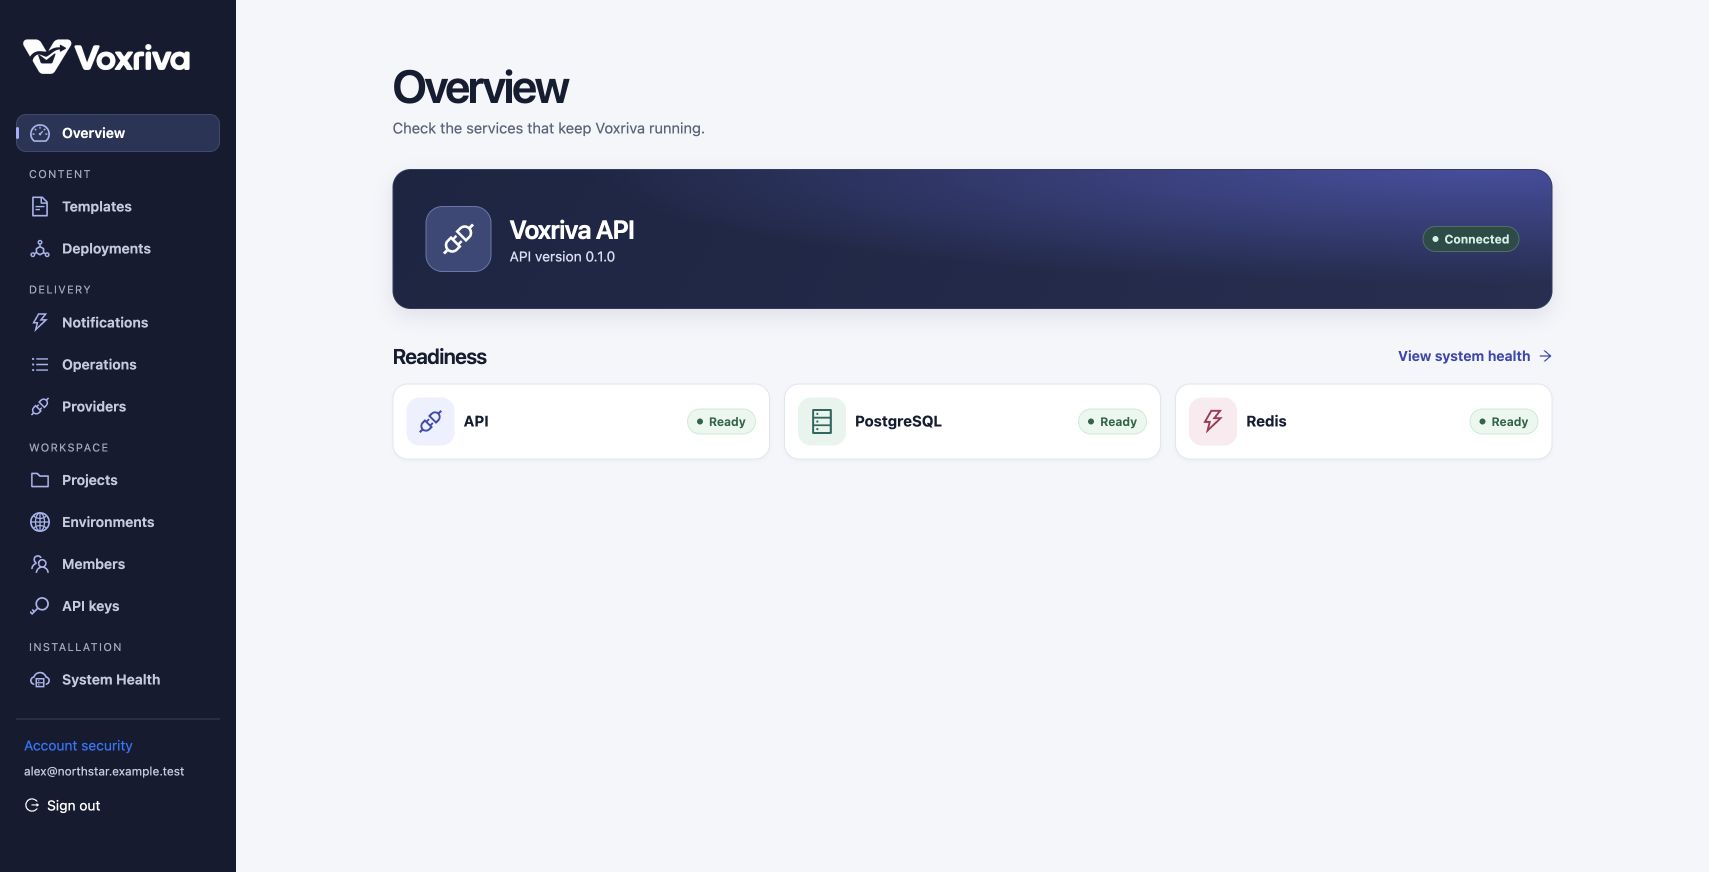 Voxriva
Overview
CONTENT
Templates
Deployments
DELIVERY
Notifications
Operations
Providers
WORKSPACE
Projects
Environments
Members
API keys
INSTALLATION
System Health
Account security
alex@northstar.example.test
Sign out
Overview
Check the services that keep Voxriva running.
Voxriva API
API version 0.1.0
Connected
Readiness
View system health
API
Ready
PostgreSQL
Ready
Redis
Ready